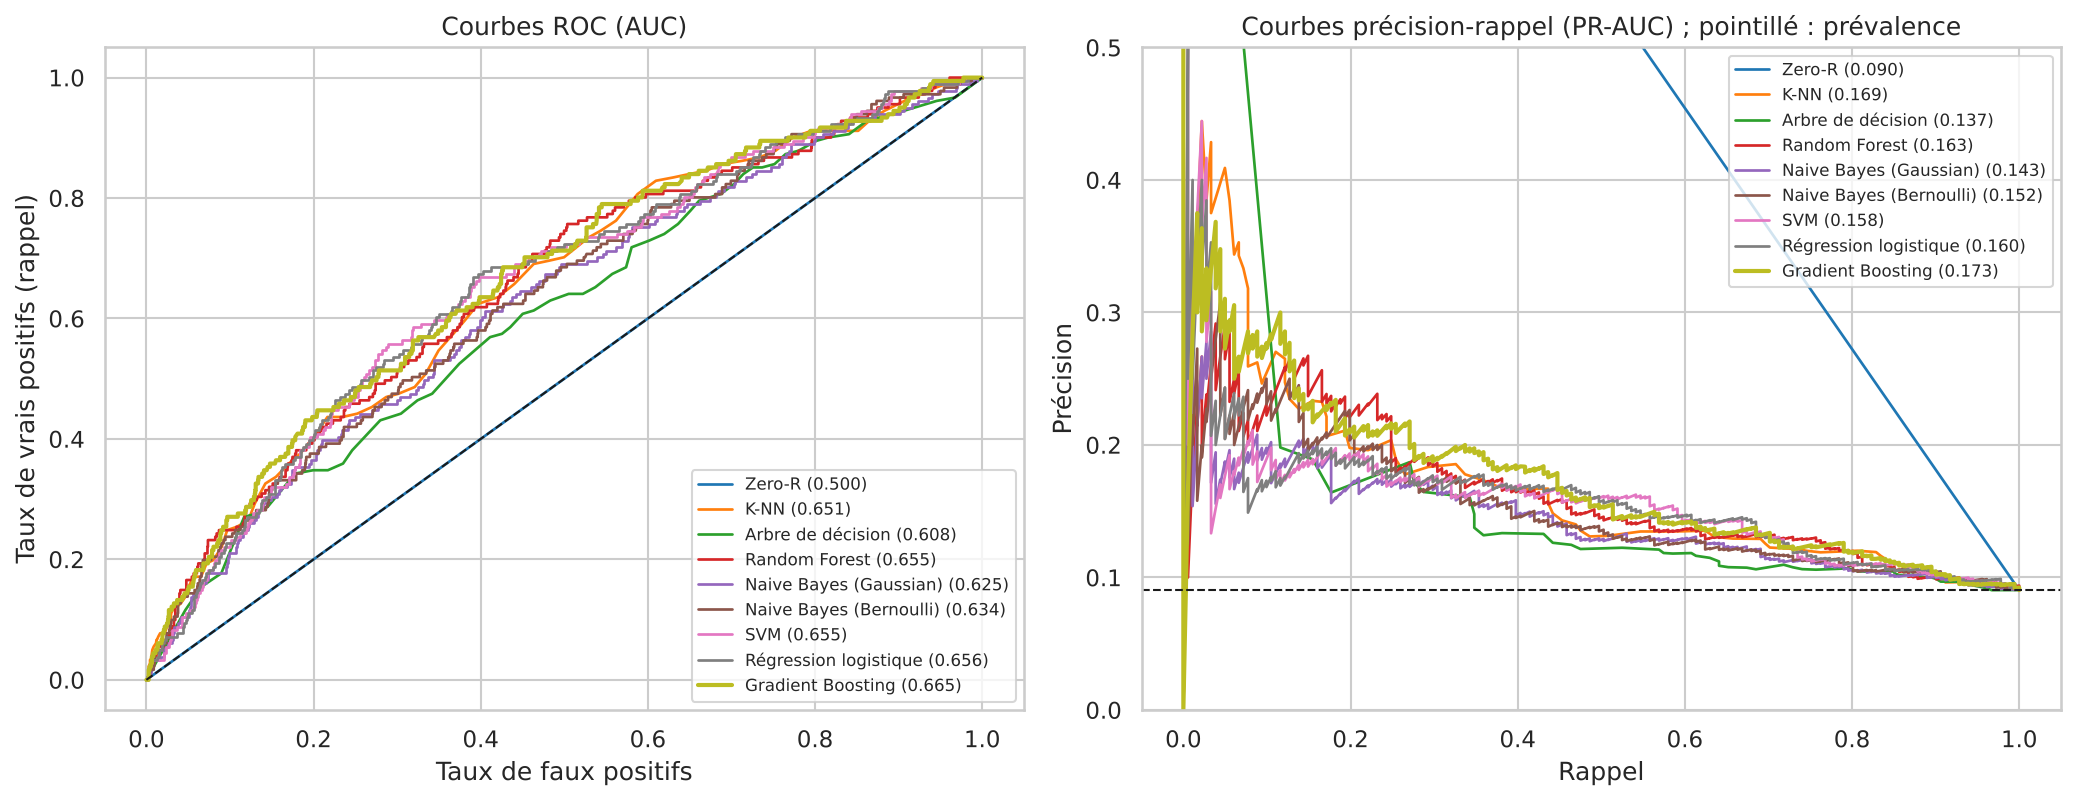 Courbes ROC (AUC)
1.0
0.8
0.6
0.4
0.2
0.0
Taux de vrais positifs (rappel)
0.0 0.2 0.4 0.6 0.8 1.0
Taux de faux positifs
Zero-R (0.500)
K-NN (0.651)
Arbre de décision (0.608)
Random Forest (0.655)
Naive Bayes (Gaussian) (0.625)
Naive Bayes (Bernoulli) (0.634)
SVM (0.655)
Régression logistique (0.656)
Gradient Boosting (0.665)
Courbes précision-rappel (PR-AUC) ; pointillé : prévalence
0.5
0.4
0.3
0.2
0.1
0.0
Précision
0.0 0.2 0.4 0.6 0.8 1.0
Rappel
Zero-R (0.090)
K-NN (0.169)
Arbre de décision (0.137)
Random Forest (0.163)
Naive Bayes (Gaussian) (0.143)
Naive Bayes (Bernoulli) (0.152)
SVM (0.158)
Régression logistique (0.160)
Gradient Boosting (0.173)